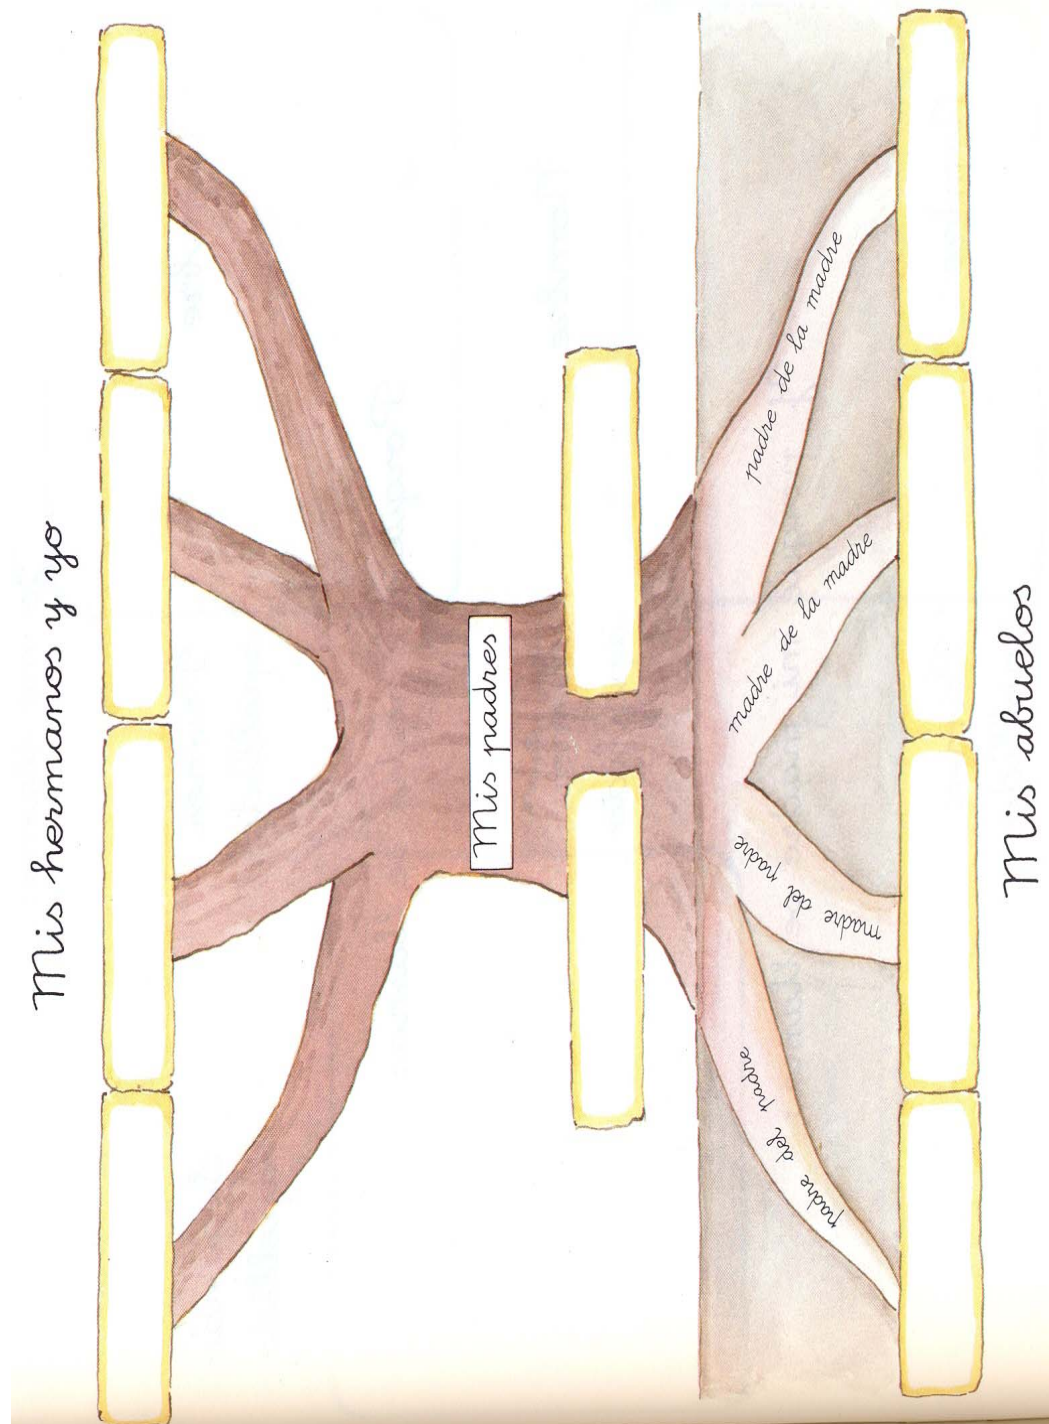 Mis hermanos y yo
Mis padres
padre del padre
madre del padre
madre de la madre
padre de la madre
Mis abuelos